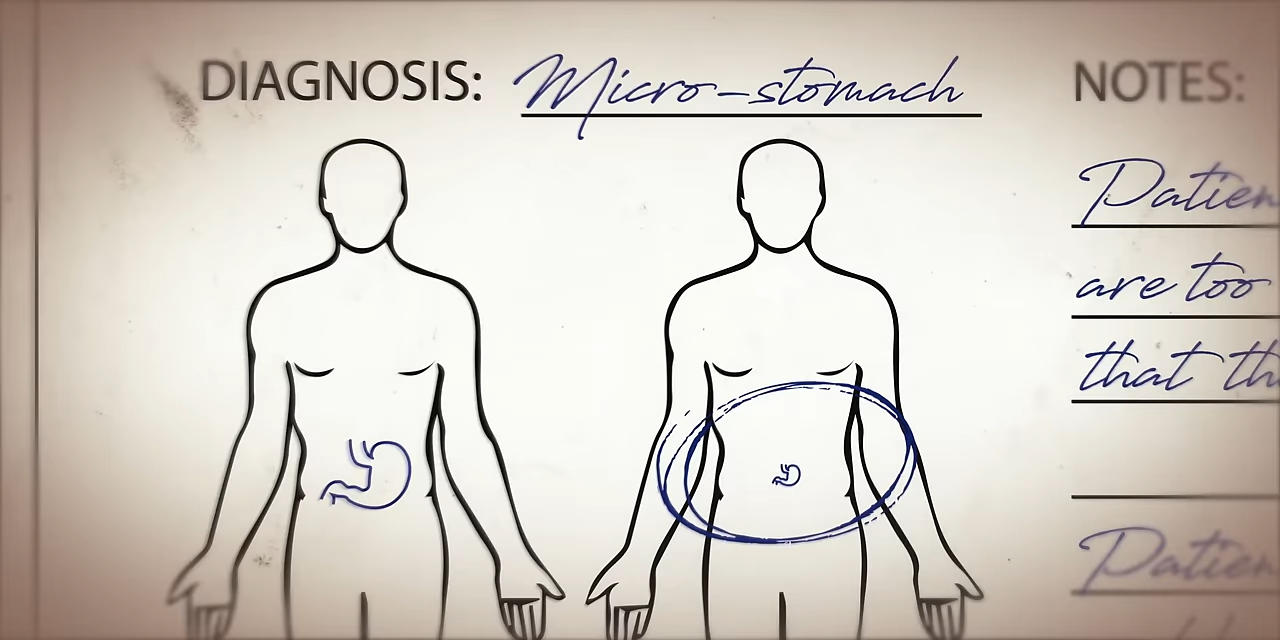 DIAGNOSIS: Micro-stomach
NOTES:
Patien
are too
that th
Patien